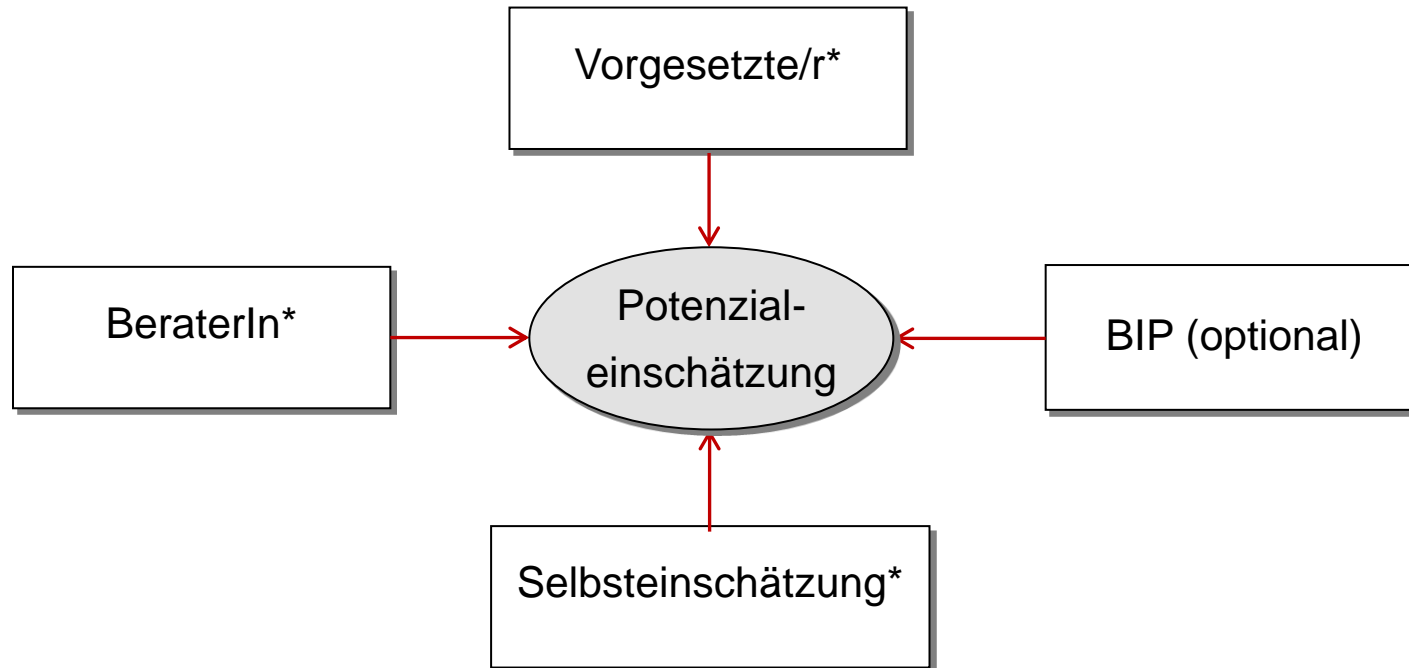 Vorgesetzte/r*
BeraterIn*
Potenzial-
einschätzung
BIP (optional)
Selbsteinschätzung*